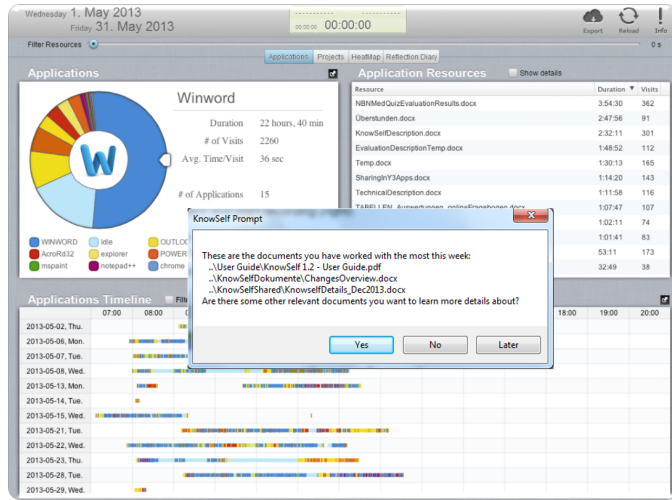 Wednesday 1. May 2013
Friday 31. May 2013
00:00:00 00:00:00
Export Reload Info
Filter Resources 0 s
Applications Projects HeatMap Reflection Diary
Applications
Application Resources Show details
Winword
Duration 22 hours, 40 min
# of Visits 2260
Avg. Time/Visit 36 sec
# of Applications 15
WINWORD Idle OUTLOO
AcroRd32 explorer POWER
mspaint notepad++ chrome
Resource Duration Visits
NBNMedQuizEvaluationResults.docx 3:54:30 362
Überstunden.docx 2:47:56 91
KnowSelfDescription.docx 2:32:11 301
EvaluationDescriptionTemp.docx 1:48:52 112
Temp.docx 1:30:13 165
SharingInY3Apps.docx 1:14:20 143
TechnicalDescription.docx 1:11:58 116
TABELLEN_Auswertungen_onlineFragebogen.docx 1:07:47 107
1:02:11 74
1:01:41 83
53:11 173
32:49 38
KnowSelf Prompt
These are the documents you have worked with the most this week:
..\User Guide\KnowSelf 1.2 - User Guide.pdf
..\KnowSelfDokumente\ChangesOverview.docx
..\KnowSelfShared\KnowselfDetails_Dec2013.docx
Are there some other relevant documents you want to learn more details about?
Yes No Later
Applications Timeline
07:00 08:00 18:00 19:00 20:00
2013-05-02, Thu.
2013-05-06, Mon.
2013-05-07, Tue.
2013-05-08, Wed.
2013-05-13, Mon.
2013-05-14, Tue.
2013-05-15, Wed.
2013-05-21, Tue.
2013-05-22, Wed.
2013-05-23, Thu.
2013-05-28, Tue.
2013-05-29, Wed.